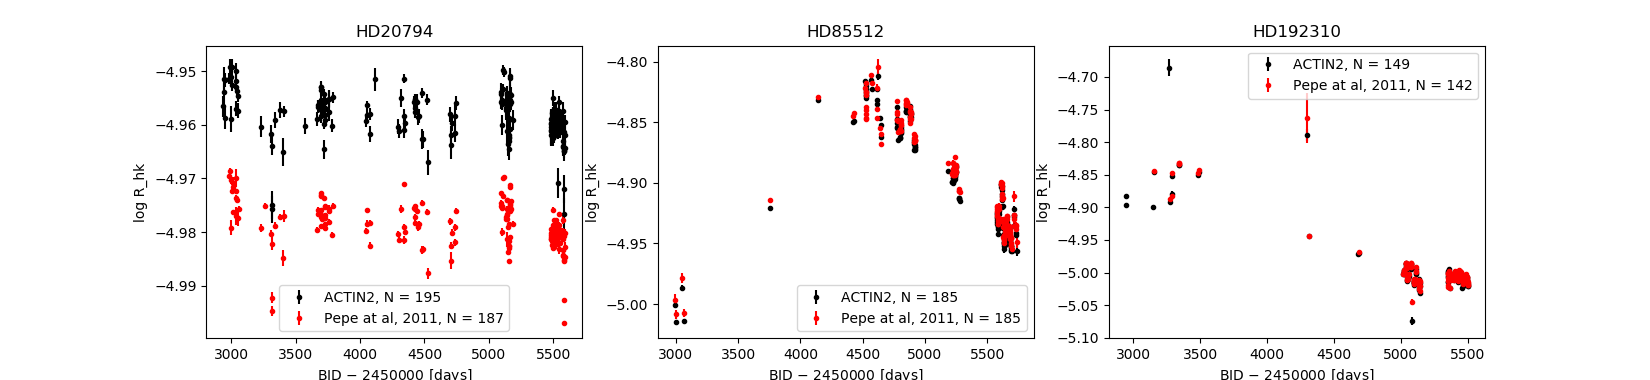 HD20794
log R_hk
−4.95
−4.96
−4.97
−4.98
−4.99
ACTIN2, N = 195
Pepe at al, 2011, N = 187
3000 3500 4000 4500 5000 5500
BID − 2450000 [days]
HD85512
log R_hk
−4.80
−4.85
−4.90
−4.95
−5.00
ACTIN2, N = 185
Pepe at al, 2011, N = 185
3000 3500 4000 4500 5000 5500
BID − 2450000 [days]
HD192310
log R_hk
−4.70
−4.75
−4.80
−4.85
−4.90
−4.95
−5.00
−5.05
−5.10
ACTIN2, N = 149
Pepe at al, 2011, N = 142
3000 3500 4000 4500 5000 5500
BID − 2450000 [days]